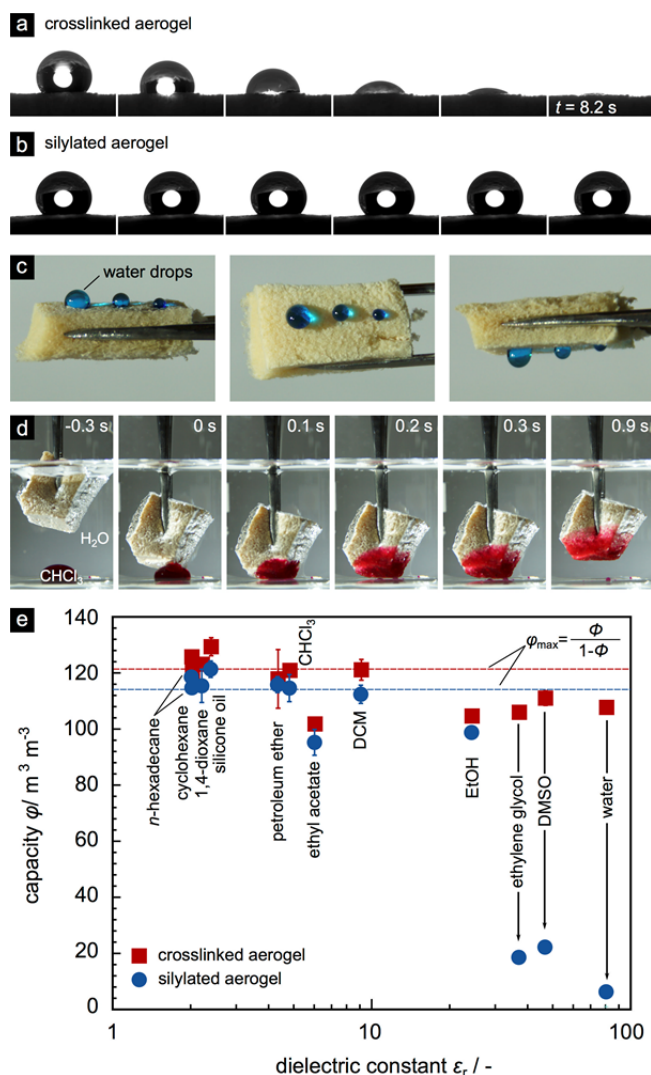 a crosslinked aerogel
t = 8.2 s
b silylated aerogel
c
water drops
d -0.3 s 0 s 0.1 s 0.2 s 0.3 s 0.9 s
H₂O
CHCl₃
e
140
120
100
80
60
40
20
0
capacity φ/ m³ m⁻³
φmax = Φ / 1-Φ
n-hexadecane
cyclohexane
1,4-dioxane
silicone oil
petroleum ether
CHCl₃
ethyl acetate
DCM
EtOH
ethylene glycol
DMSO
water
crosslinked aerogel
silylated aerogel
1 10 100
dielectric constant εr / -